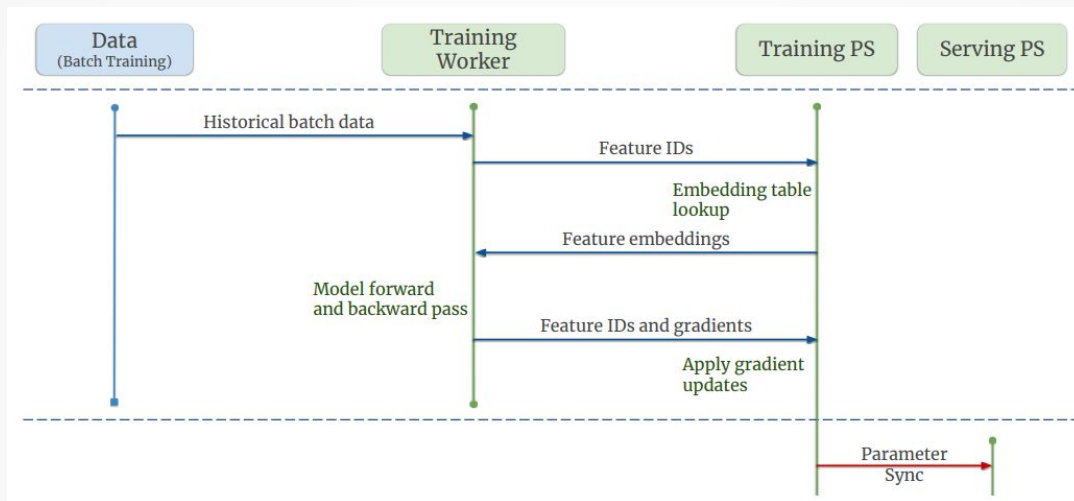 Data
(Batch Training)
Training
Worker
Training PS
Serving PS
Historical batch data
Feature IDs
Embedding table
lookup
Feature embeddings
Model forward
and backward pass
Feature IDs and gradients
Apply gradient
updates
Parameter
Sync